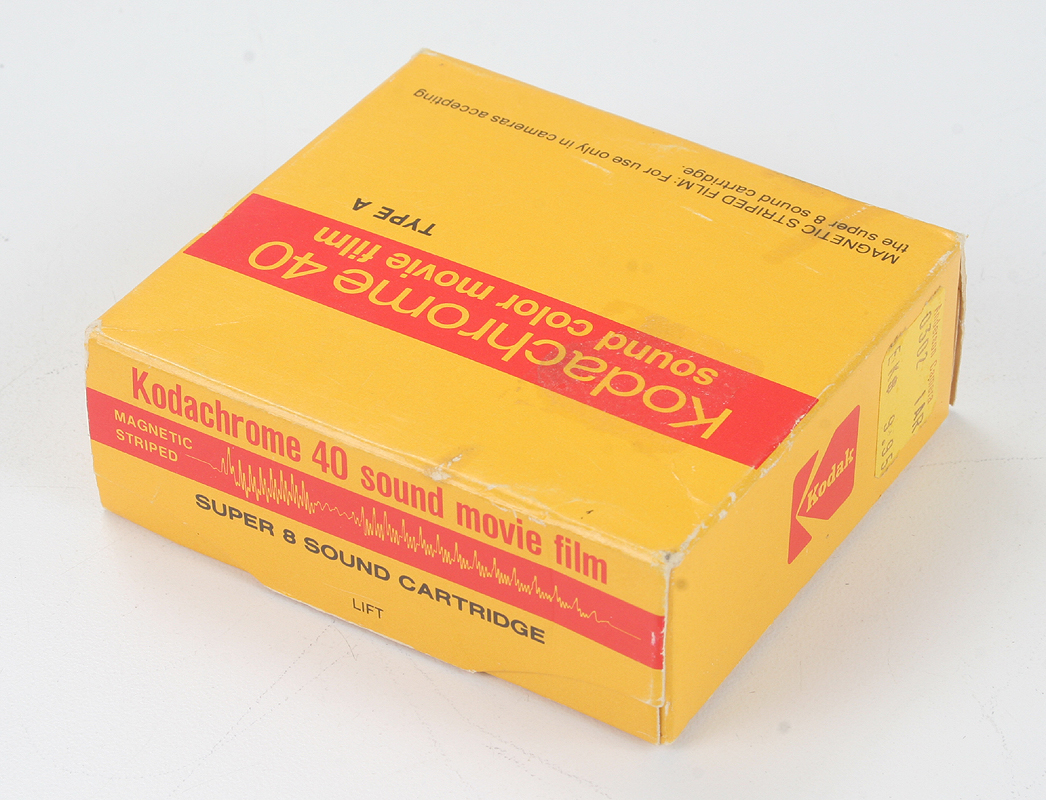 MAGNETIC STRIPED FILM: For use only in cameras accepting
the super 8 sound cartridge.
TYPE A
Kodachrome 40
sound color movie film
Kodachrome 40 sound movie film
MAGNETIC
STRIPED
SUPER 8 SOUND CARTRIDGE
LIFT
Kodak